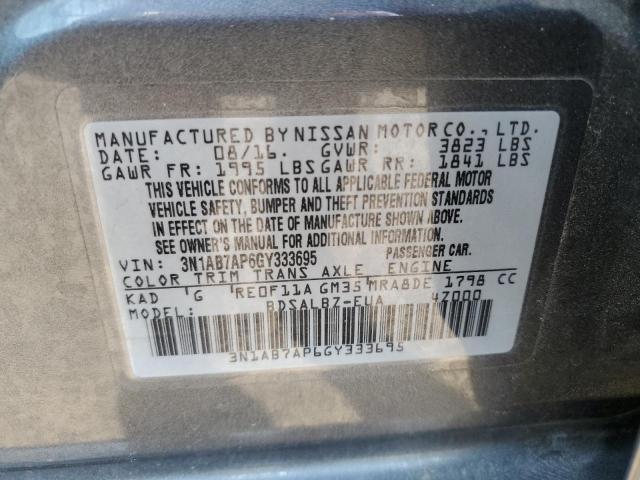 MANUFACTURED BY NISSAN MOTOR CO., LTD.
DATE: 08/16. GVWR: 3823 LBS
GAWR FR: 1995 LBS GAWR RR: 1841 LBS
THIS VEHICLE CONFORMS TO ALL APPLICABLE FEDERAL MOTOR
VEHICLE SAFETY, BUMPER AND THEFT PREVENTION STANDARDS
IN EFFECT ON THE DATE OF MANUFACTURE SHOWN ABOVE.
SEE OWNER'S MANUAL FOR ADDITIONAL INFORMATION.
VIN: 3N1AB7AP6GY333695 PASSENGER CAR.
COLOR TRIM TRANS AXLE ENGINE
KAD G RE0F11A GM35 MRA8DE 1798 CC
MODEL: BDSALBZ-EUA 47000
3N1AB7AP6GY333695